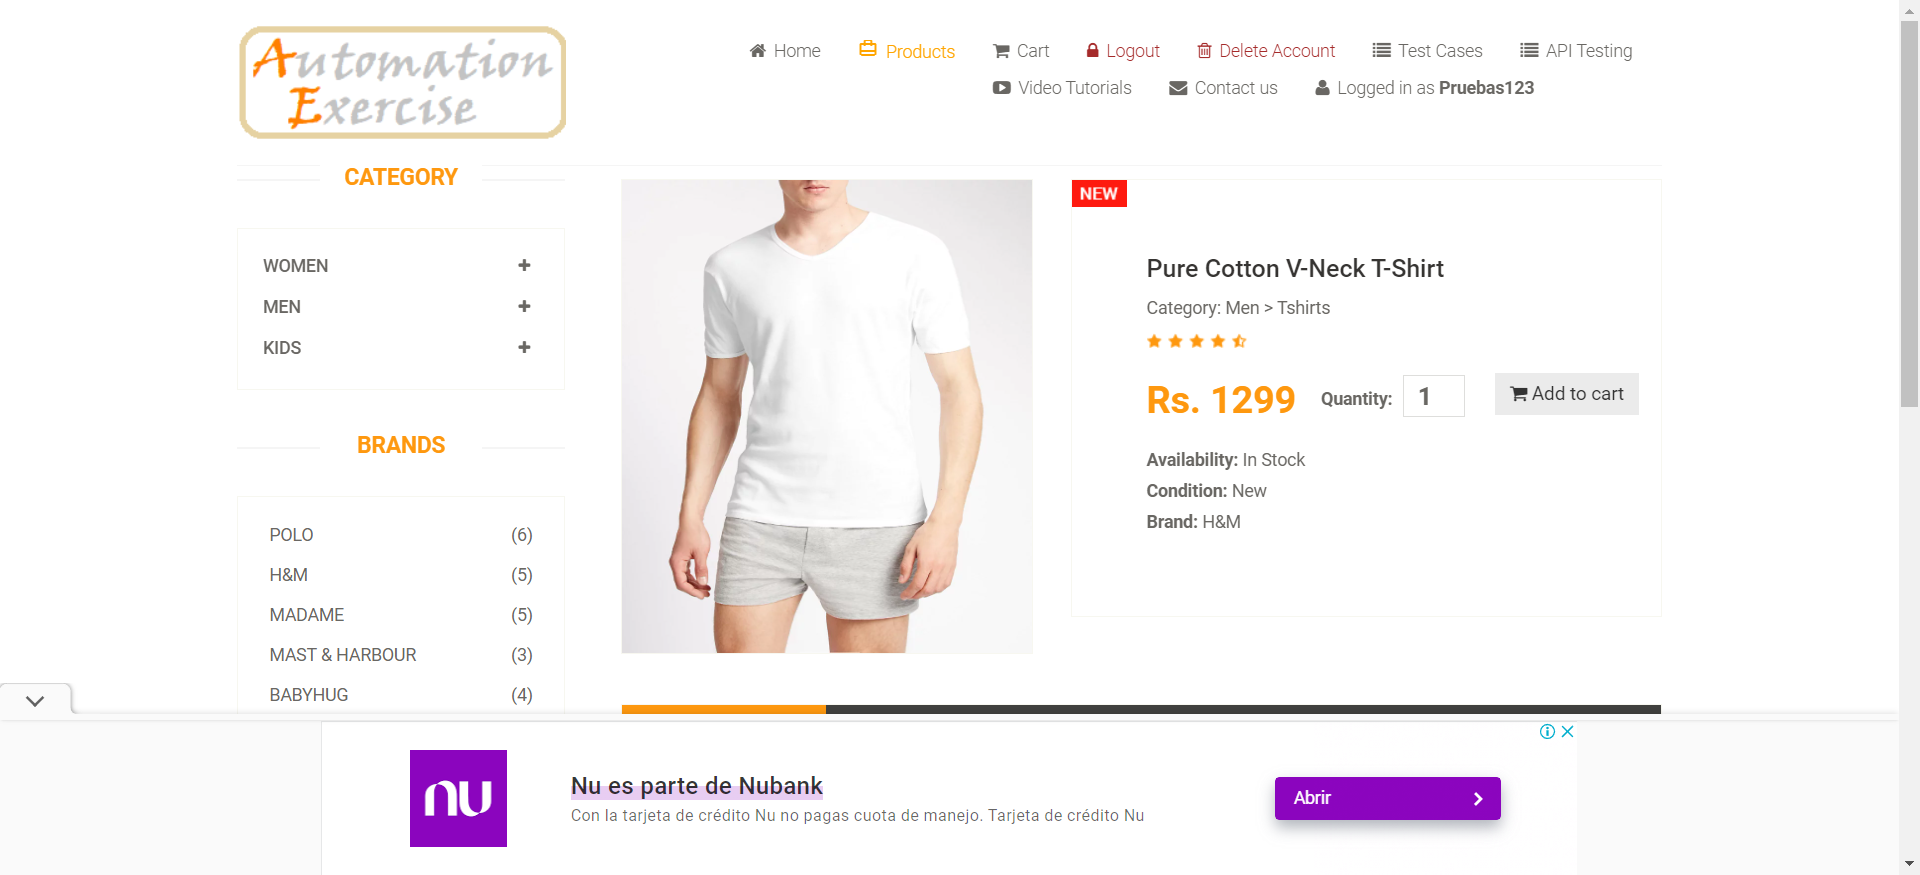 Automation
Exercise
Home Products Cart Logout Delete Account Test Cases API Testing
Video Tutorials Contact us Logged in as Pruebas123
CATEGORY
WOMEN
MEN
KIDS
BRANDS
POLO (6)
H&M (5)
MADAME (5)
MAST & HARBOUR (3)
BABYHUG (4)
NEW
Pure Cotton V-Neck T-Shirt
Category: Men > Tshirts
Rs. 1299 Quantity: 1 Add to cart
Availability: In Stock
Condition: New
Brand: H&M
nu
Nu es parte de Nubank
Con la tarjeta de crédito Nu no pagas cuota de manejo. Tarjeta de crédito Nu
Abrir